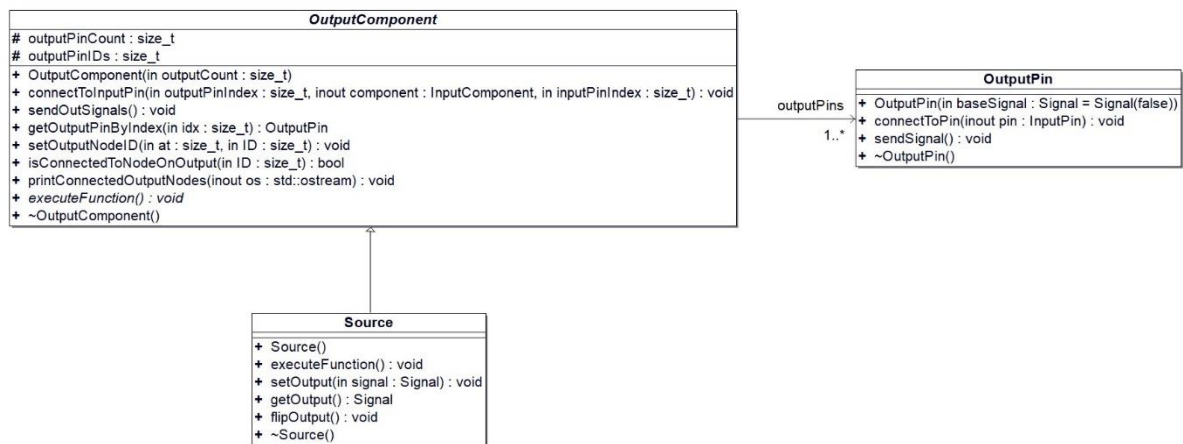 OutputComponent
# outputPinCount : size_t
# outputPinIDs : size_t
+ OutputComponent(in outputCount : size_t)
+ connectToInputPin(in outputPinIndex : size_t, inout component : InputComponent, in inputPinIndex : size_t) : void
+ sendOutSignals() : void
+ getOutputPinByIndex(in idx : size_t) : OutputPin
+ setOutputNodeID(in at : size_t, in ID : size_t) : void
+ isConnectedToNodeOnOutput(in ID : size_t) : bool
+ printConnectedOutputNodes(inout os : std::ostream) : void
+ executeFunction() : void
+ ~OutputComponent()
outputPins
1..*
OutputPin
+ OutputPin(in baseSignal : Signal = Signal(false))
+ connectToPin(inout pin : InputPin) : void
+ sendSignal() : void
+ ~OutputPin()
Source
+ Source()
+ executeFunction() : void
+ setOutput(in signal : Signal) : void
+ getOutput() : Signal
+ flipOutput() : void
+ ~Source()